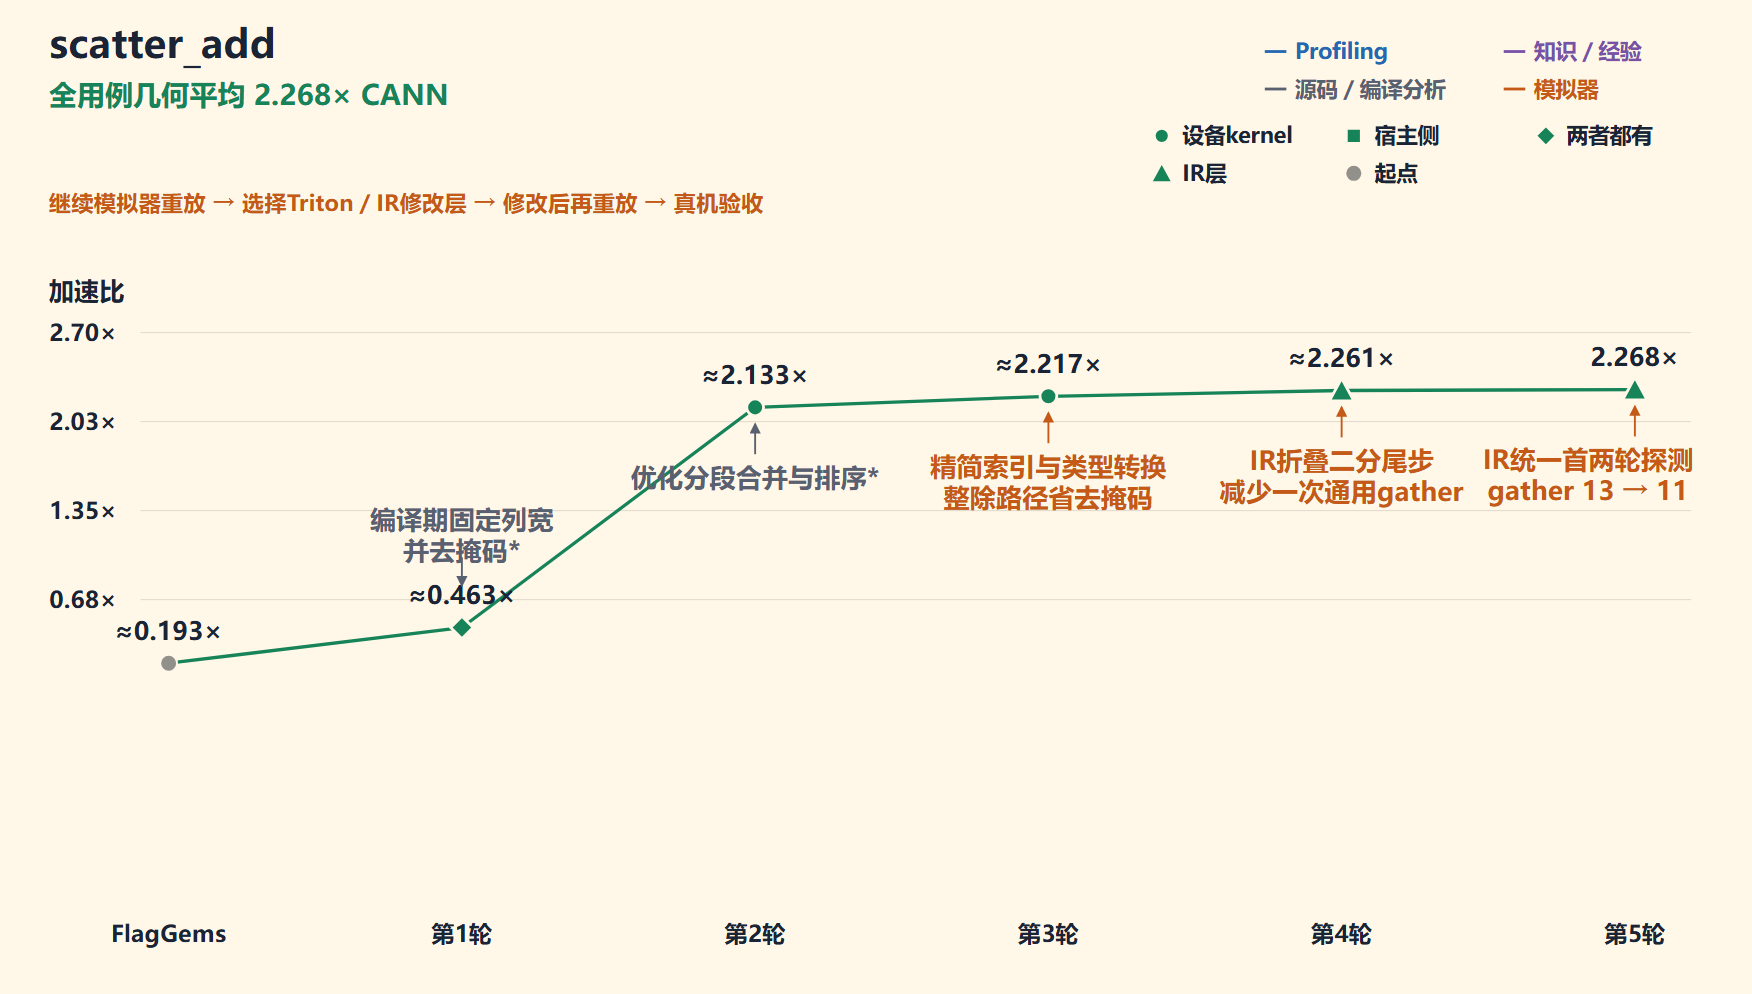 scatter_add
全用例几何平均 2.268× CANN
Profiling
知识 / 经验
源码 / 编译分析
模拟器
设备kernel
宿主侧
两者都有
IR层
起点
继续模拟器重放 → 选择Triton / IR修改层 → 修改后再重放 → 真机验收
加速比
2.70×
2.03×
1.35×
0.68×
≈0.193×
编译期固定列宽
并去掩码*
≈0.463×
≈2.133×
优化分段合并与排序*
≈2.217×
精简索引与类型转换
整除路径省去掩码
≈2.261×
IR折叠二分尾步
减少一次通用gather
2.268×
IR统一首两轮探测
gather 13 → 11
FlagGems
第1轮
第2轮
第3轮
第4轮
第5轮